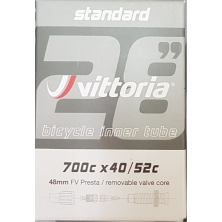 standard
28”
vittoria
bicycle inner tube
700c x40/52c
48mm FV Presta / removable valve core